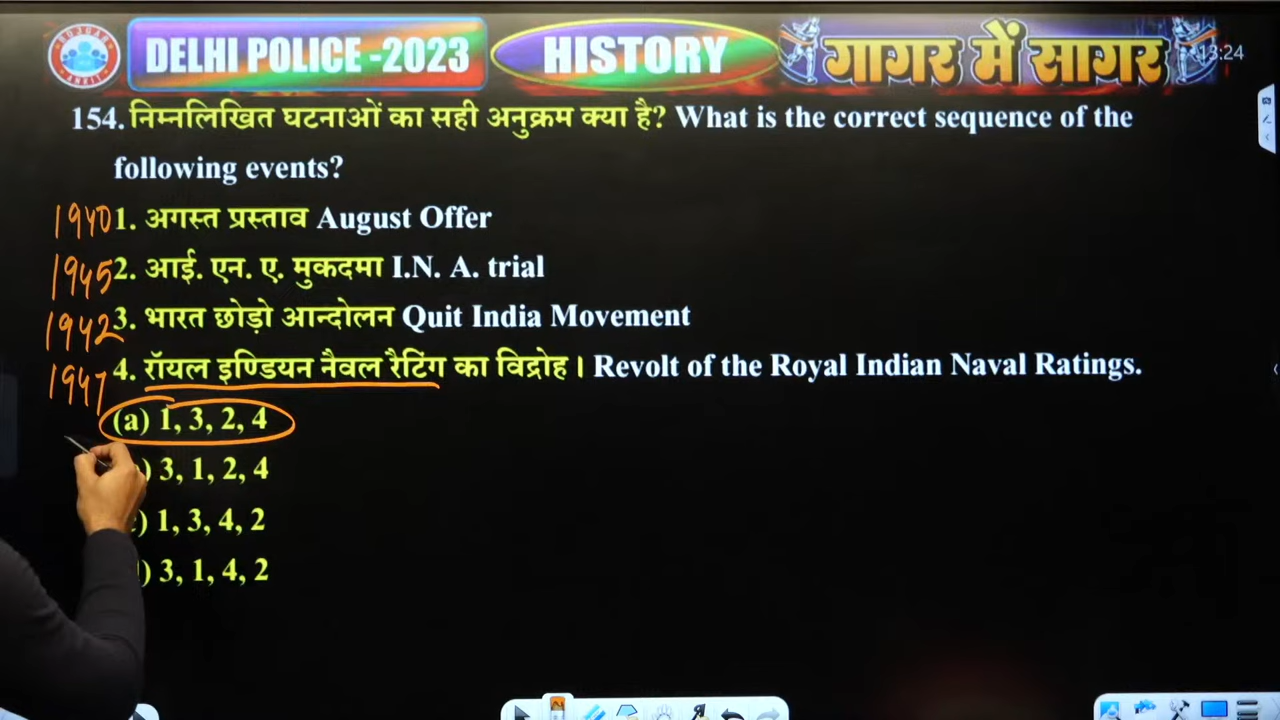 ROJGAR
ANKIT
DELHI POLICE -2023
HISTORY
गागर में सागर
13:24
154. निम्नलिखित घटनाओं का सही अनुक्रम क्या है? What is the correct sequence of the
following events?
1940 1. अगस्त प्रस्ताव August Offer
1945 2. आई. एन. ए. मुकदमा I.N. A. trial
1942 3. भारत छोड़ो आन्दोलन Quit India Movement
1947 4. रॉयल इण्डियन नैवल रैटिंग का विद्रोह। Revolt of the Royal Indian Naval Ratings.
(a) 1, 3, 2, 4
) 3, 1, 2, 4
) 1, 3, 4, 2
) 3, 1, 4, 2